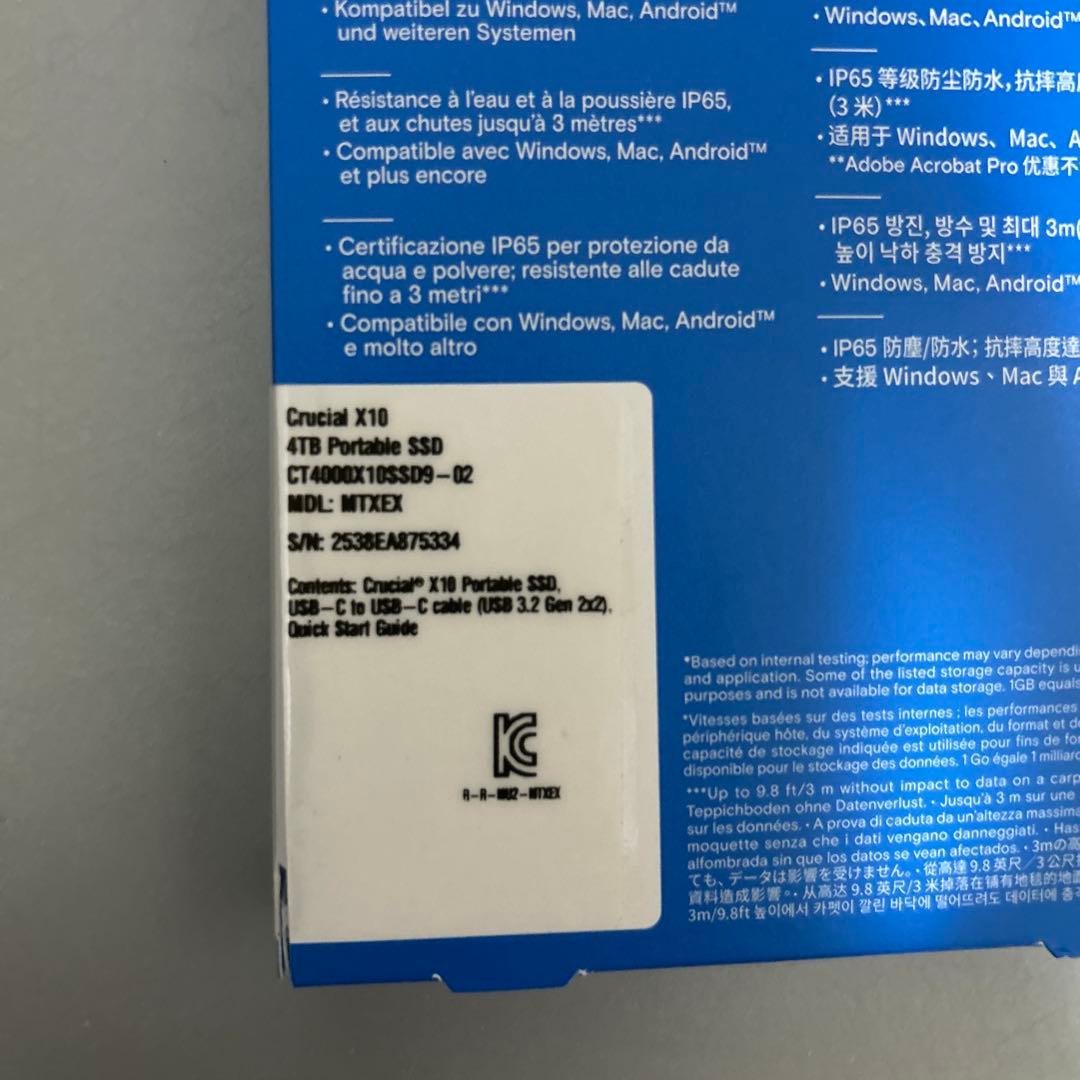 • Kompatibel zu Windows, Mac, Android™
und weiteren Systemen
• Résistance à l'eau et à la poussière IP65,
et aux chutes jusqu'à 3 mètres***
• Compatible avec Windows, Mac, Android™
et plus encore
• Certificazione IP65 per protezione da
acqua e polvere; resistente alle cadute
fino a 3 metri***
• Compatibile con Windows, Mac, Android™
e molto altro
• Windows、Mac、Android™
• IP65 等级防尘防水，抗摔高
（3 米）***
• 适用于 Windows、Mac、A
**Adobe Acrobat Pro 优惠不
• IP65 방진, 방수 및 최대 3m(
높이 낙하 충격 방지***
• Windows, Mac, Android™
• IP65 防塵/防水；抗摔高度達
• 支援 Windows、Mac 與 A
Crucial X10
4TB Portable SSD
CT4000X10SSD9-02
MDL: MTXEX
S/N: 2538EA875334
Contents: Crucial® X10 Portable SSD,
USB-C to USB-C cable (USB 3.2 Gen 2x2),
Quick Start Guide
R-R-MU2-MTXEX
*Based on internal testing; performance may vary dependi
and application. Some of the listed storage capacity is u
purposes and is not available for data storage. 1GB equals
*Vitesses basées sur des tests internes ; les performances
périphérique hôte, du système d'exploitation, du format et d
capacité de stockage indiquée est utilisée pour fins de fo
disponible pour le stockage des données. 1 Go égale 1 milliard
***Up to 9.8 ft/3 m without impact to data on a carp
Teppichboden ohne Datenverlust. • Jusqu'à 3 m sur une
sur les données. • A prova di caduta da un'altezza massima
moquette senza che i dati vengano danneggiati. • Has
alfombrada sin que los datos se vean afectados. • 3mの高
ても、データは影響を受けません。• 從高達 9.8 英尺／3 公尺
資料造成影響。• 从高达 9.8 英尺/3 米掉落在铺有地毯的地
3m/9.8ft 높이에서 카펫이 깔린 바닥에 떨어뜨려도 데이터에 충